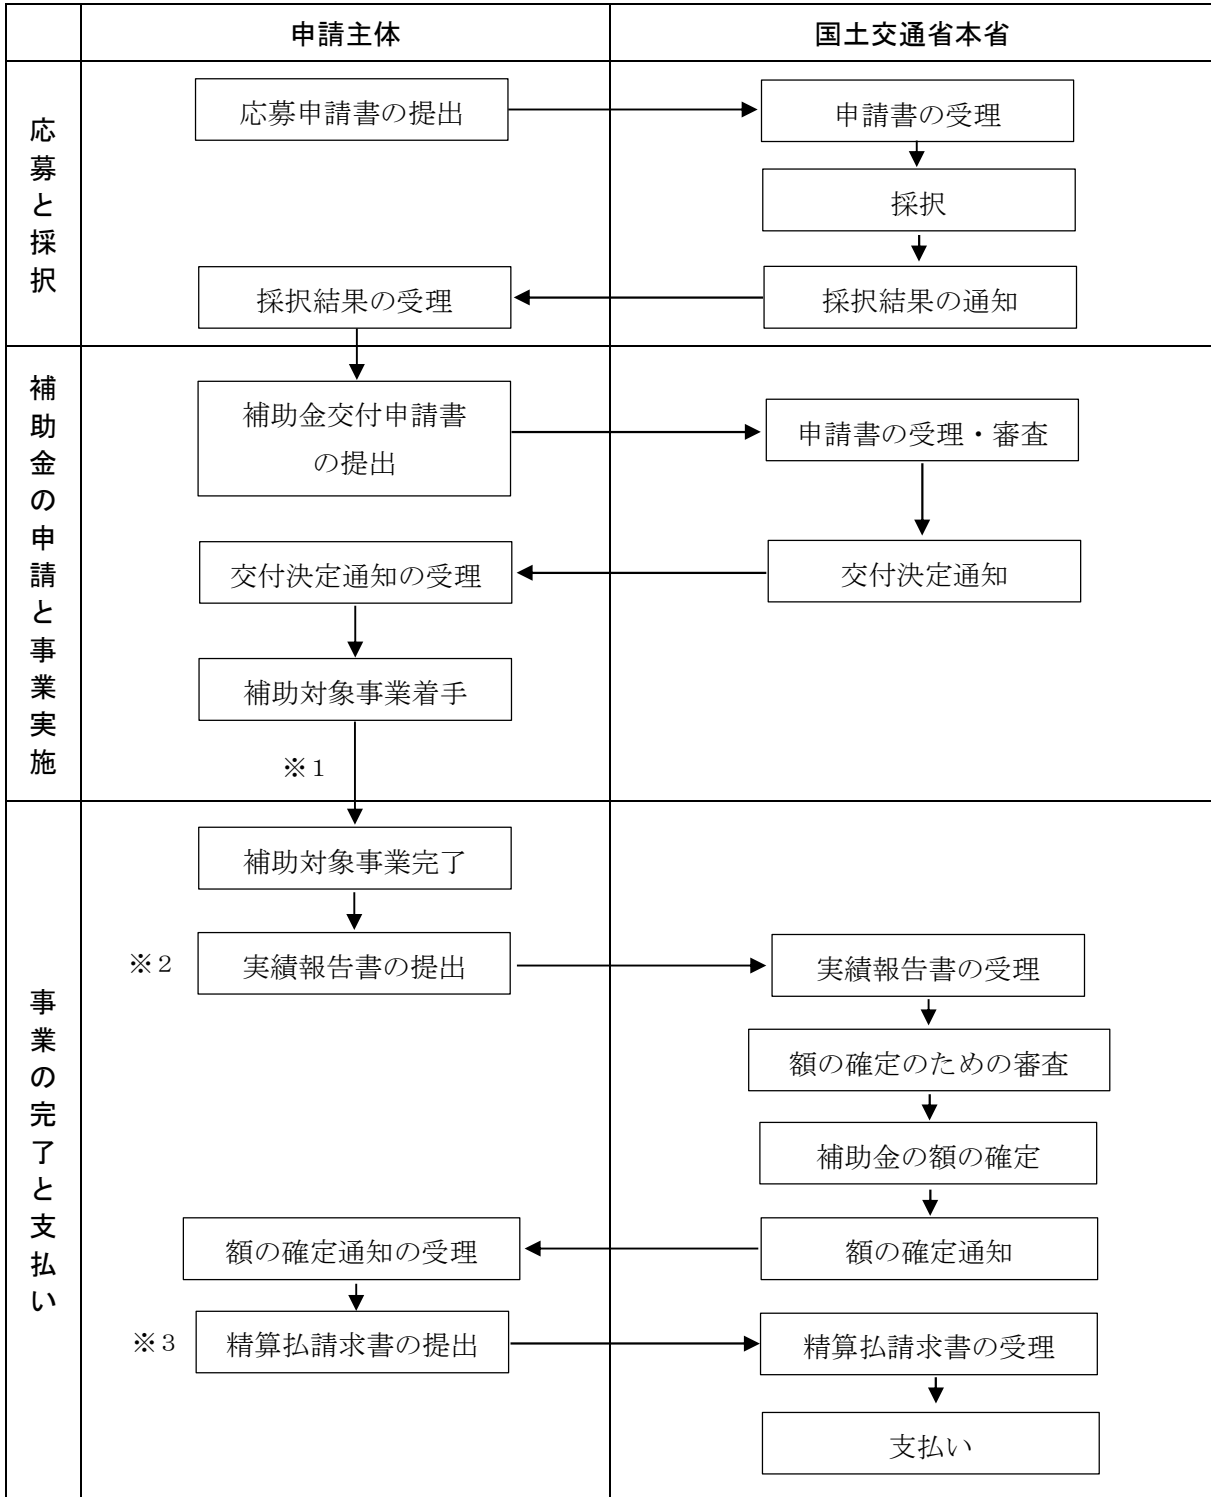 申請主体
国土交通省本省
応募と採択
応募申請書の提出
申請書の受理
採択
採択結果の受理
採択結果の通知
補助金の申請と事業実施
補助金交付申請書
の提出
申請書の受理・審査
交付決定通知の受理
交付決定通知
補助対象事業着手
※１
事業の完了と支払い
補助対象事業完了
※２
実績報告書の提出
実績報告書の受理
額の確定のための審査
補助金の額の確定
額の確定通知の受理
額の確定通知
※３
精算払請求書の提出
精算払請求書の受理
支払い